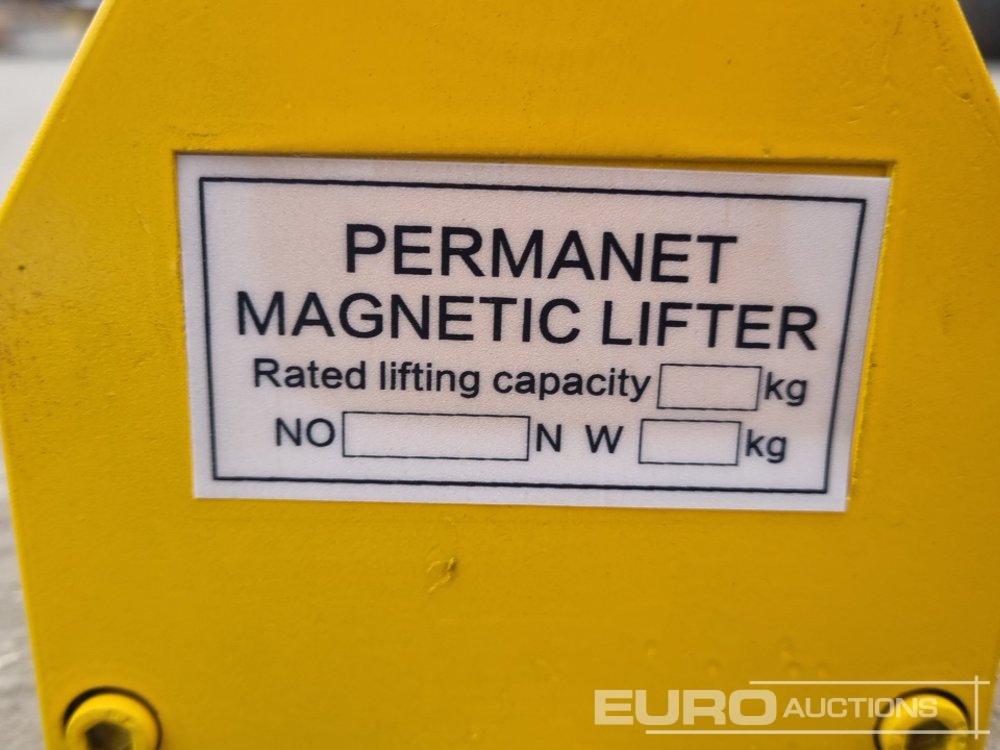 PERMANET
MAGNETIC LIFTER
Rated lifting capacity kg
NO N W kg
EURO AUCTIONS